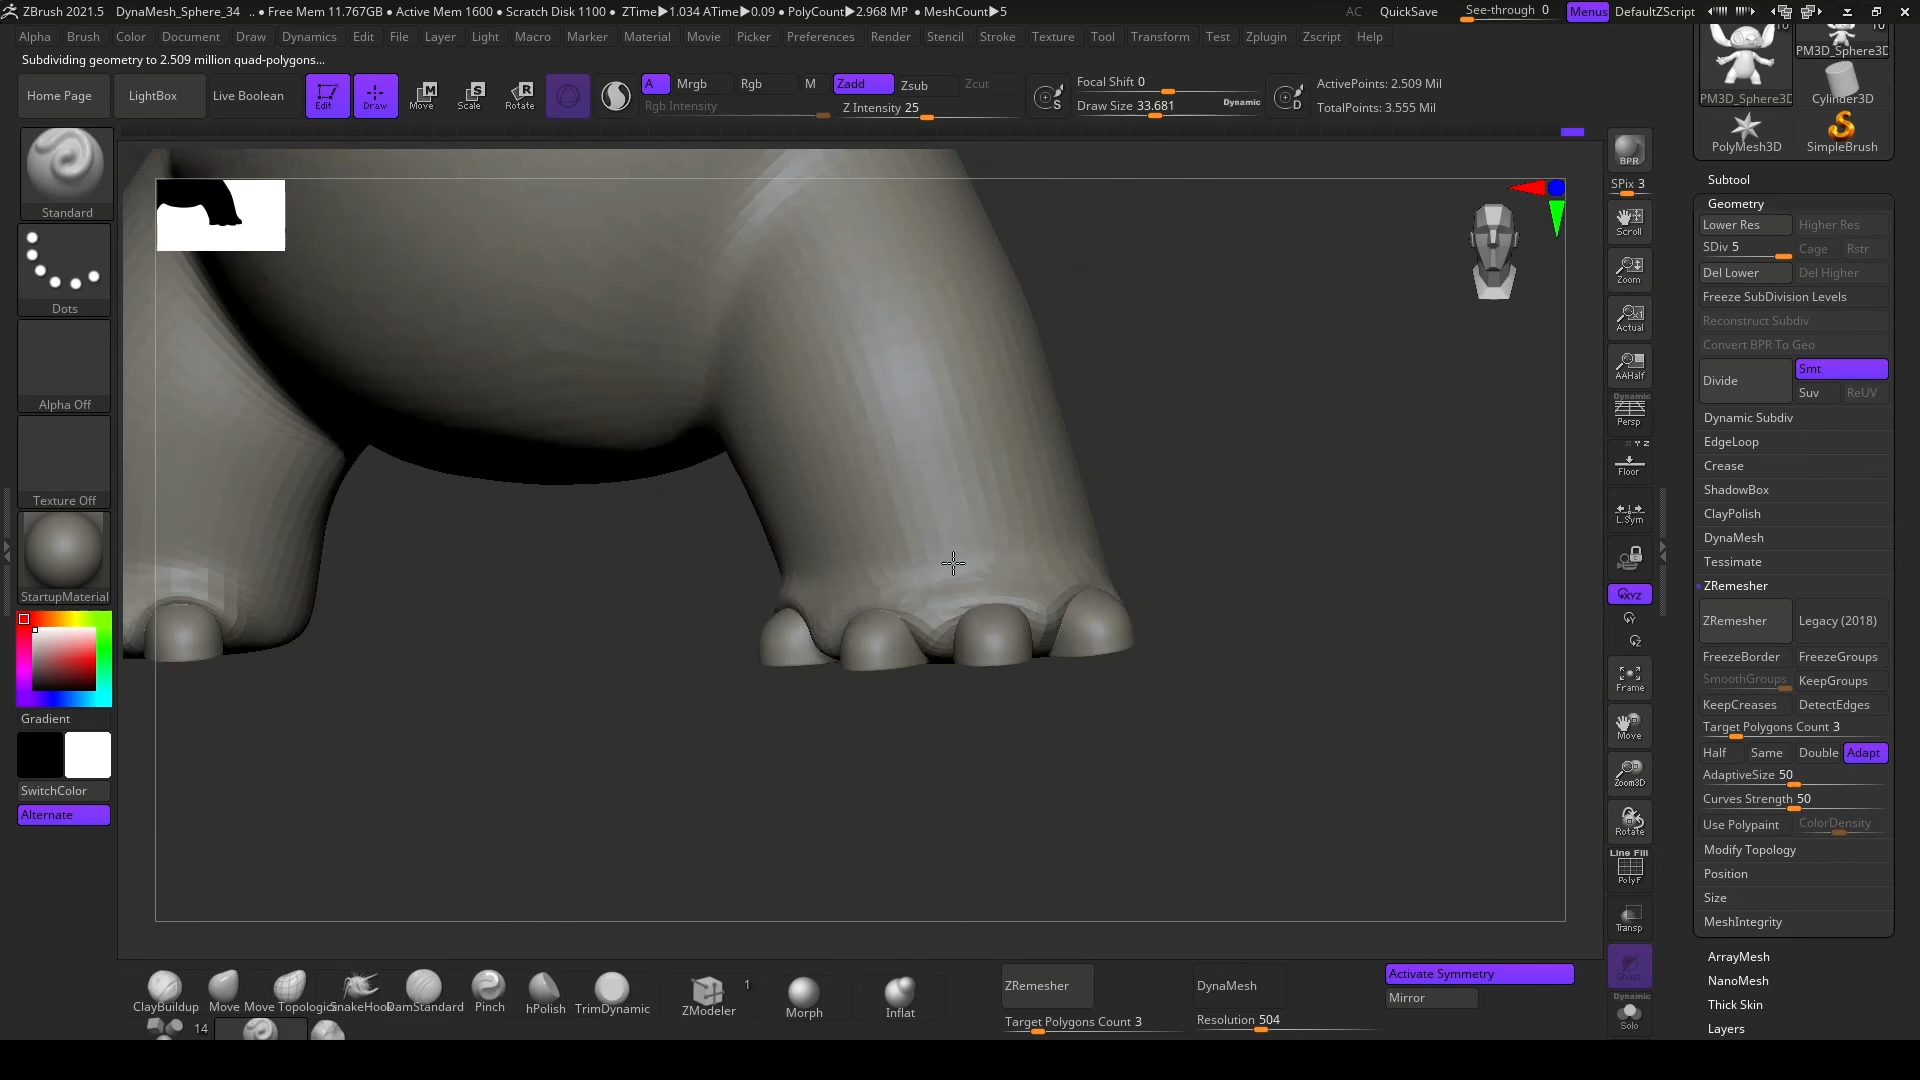 ZBrush 2021.5 DynaMesh_Sphere_34 .. • Free Mem 11.767GB • Active Mem 1600 • Scratch Disk 1100 • ZTime▶1.034 ATime▶0.09 • PolyCount▶2.968 MP • MeshCount▶5 AC QuickSave See-through 0 Menus DefaultZScript
Alpha Brush Color Document Draw Dynamics Edit File Layer Light Macro Marker Material Movie Picker Preferences Render Stencil Stroke Texture Tool Transform Test Zplugin Zscript Help
Subdividing geometry to 2.509 million quad-polygons...
Home Page LightBox Live Boolean Edit Draw Move Scale Rotate
A Mrgb Rgb M Zadd Zsub Zcut
Rgb Intensity Z Intensity 25
Focal Shift 0
Draw Size 33.681 Dynamic
ActivePoints: 2.509 Mil
TotalPoints: 3.555 Mil
Standard
Dots
Alpha Off
Texture Off
StartupMaterial
Gradient
SwitchColor
Alternate
BPR
SPix 3
Scroll
Zoom
Actual
AAHalf
Dynamic
Persp
Floor
L.Sym
XYZ
Frame
Move
Zoom3D
Rotate
Line Fill
PolyF
Transp
Ghost
Dynamic
Solo
PM3D_Sphere3D
PM3D_Sphere3D Cylinder3D
PolyMesh3D SimpleBrush
Subtool
Geometry
Lower Res Higher Res
SDiv 5 Cage Rstr
Del Lower Del Higher
Freeze SubDivision Levels
Reconstruct Subdiv
Convert BPR To Geo
Divide Smt
Suv ReUV
Dynamic Subdiv
EdgeLoop
Crease
ShadowBox
ClayPolish
DynaMesh
Tessimate
ZRemesher
ZRemesher Legacy (2018)
FreezeBorder FreezeGroups
SmoothGroups KeepGroups
KeepCreases DetectEdges
Target Polygons Count 3
Half Same Double Adapt
AdaptiveSize 50
Curves Strength 50
Use Polypaint ColorDensity
Modify Topology
Position
Size
MeshIntegrity
ArrayMesh
NanoMesh
Thick Skin
Layers
ClayBuildup Move Move Topologic SnakeHook DamStandard Pinch hPolish TrimDynamic ZModeler 1 Morph Inflat
14
ZRemesher
Target Polygons Count 3
DynaMesh
Resolution 504
Activate Symmetry
Mirror